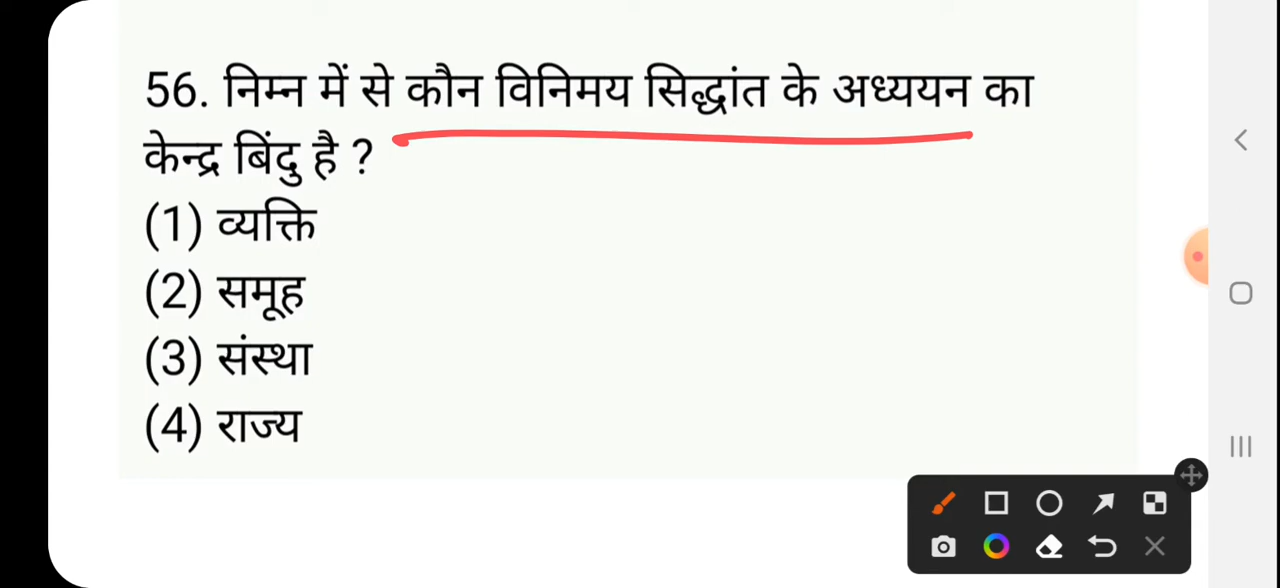 56. निम्न में से कौन विनिमय सिद्धांत के अध्ययन का
केन्द्र बिंदु है ?
(1) व्यक्ति
(2) समूह
(3) संस्था
(4) राज्य